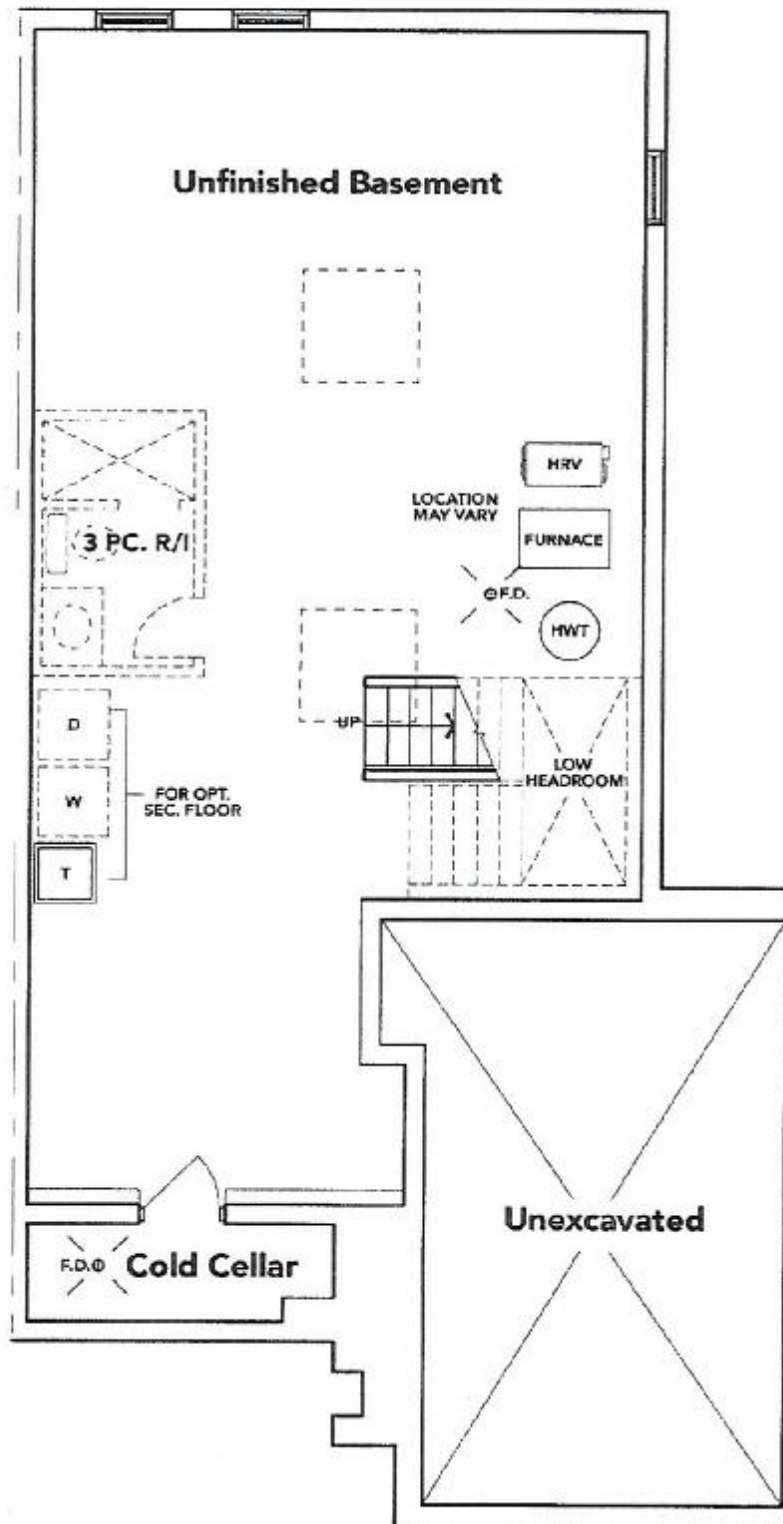 Unfinished Basement
HRV
LOCATION
MAY VARY
FURNACE
3 PC. R/I
F.D.
HWT
D
UP
W
FOR OPT.
SEC. FLOOR
LOW
HEADROOM
T
Unexcavated
F.D.
Cold Cellar